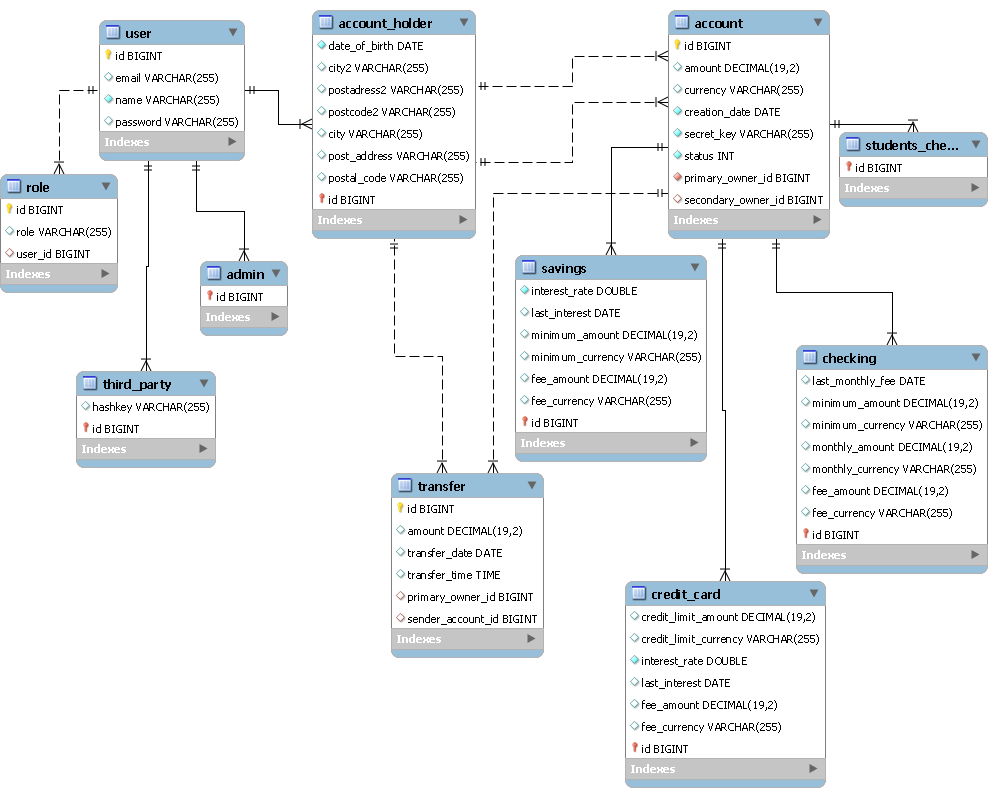 user
id BIGINT
email VARCHAR(255)
name VARCHAR(255)
password VARCHAR(255)
Indexes
account_holder
date_of_birth DATE
city2 VARCHAR(255)
postadress2 VARCHAR(255)
postcode2 VARCHAR(255)
city VARCHAR(255)
post_address VARCHAR(255)
postal_code VARCHAR(255)
id BIGINT
Indexes
account
id BIGINT
amount DECIMAL(19,2)
currency VARCHAR(255)
creation_date DATE
secret_key VARCHAR(255)
status INT
primary_owner_id BIGINT
secondary_owner_id BIGINT
Indexes
students_che...
id BIGINT
Indexes
role
id BIGINT
role VARCHAR(255)
user_id BIGINT
Indexes
admin
id BIGINT
Indexes
savings
interest_rate DOUBLE
last_interest DATE
minimum_amount DECIMAL(19,2)
minimum_currency VARCHAR(255)
fee_amount DECIMAL(19,2)
fee_currency VARCHAR(255)
id BIGINT
Indexes
checking
last_monthly_fee DATE
minimum_amount DECIMAL(19,2)
minimum_currency VARCHAR(255)
monthly_amount DECIMAL(19,2)
monthly_currency VARCHAR(255)
fee_amount DECIMAL(19,2)
fee_currency VARCHAR(255)
id BIGINT
Indexes
third_party
hashkey VARCHAR(255)
id BIGINT
Indexes
transfer
id BIGINT
amount DECIMAL(19,2)
transfer_date DATE
transfer_time TIME
primary_owner_id BIGINT
sender_account_id BIGINT
Indexes
credit_card
credit_limit_amount DECIMAL(19,2)
credit_limit_currency VARCHAR(255)
interest_rate DOUBLE
last_interest DATE
fee_amount DECIMAL(19,2)
fee_currency VARCHAR(255)
id BIGINT
Indexes